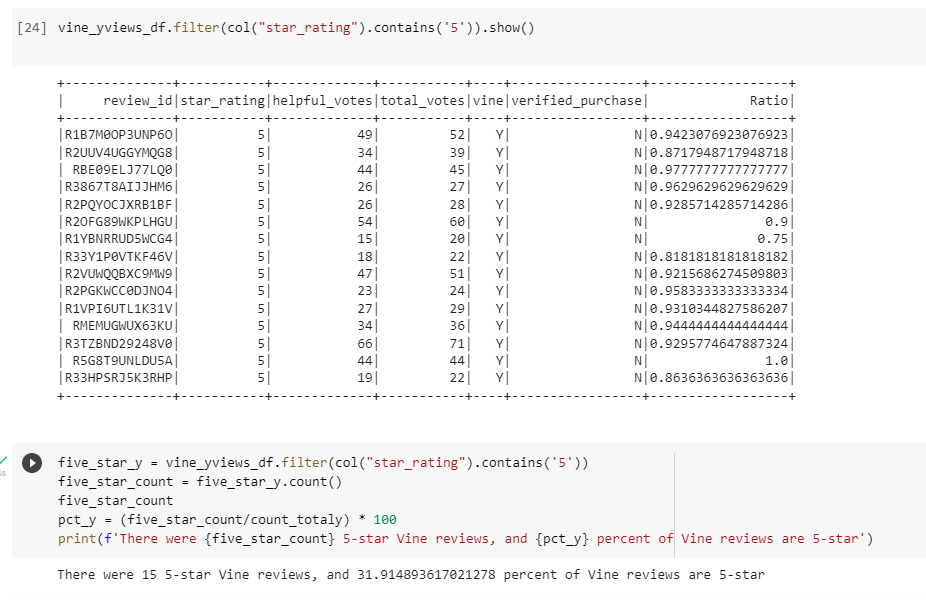 [24] vine_yviews_df.filter(col("star_rating").contains('5')).show()
+--------------+-----------+-------------+-----------+----+-----------------+------------------+
|     review_id|star_rating|helpful_votes|total_votes|vine|verified_purchase|             Ratio|
+--------------+-----------+-------------+-----------+----+-----------------+------------------+
|R1B7M0OP3UNP6O|          5|           49|         52|   Y|                N|0.9423076923076923|
|R2UUV4UGGYMQG8|          5|           34|         39|   Y|                N|0.8717948717948718|
| RBE09ELJ77LQ0|          5|           44|         45|   Y|                N|0.9777777777777777|
|R3867T8AIJJHM6|          5|           26|         27|   Y|                N|0.9629629629629629|
|R2PQYOCJXRB1BF|          5|           26|         28|   Y|                N|0.9285714285714286|
|R2OFG89WKPLHGU|          5|           54|         60|   Y|                N|               0.9|
|R1YBNRRUD5WCG4|          5|           15|         20|   Y|                N|              0.75|
|R33Y1P0VTKF46V|          5|           18|         22|   Y|                N|0.8181818181818182|
|R2VUWQQBXC9MW9|          5|           47|         51|   Y|                N|0.9215686274509803|
|R2PGKWCC0DJNO4|          5|           23|         24|   Y|                N|0.9583333333333334|
|R1VPI6UTL1K31V|          5|           27|         29|   Y|                N|0.9310344827586207|
| RMEMUGWUX63KU|          5|           34|         36|   Y|                N|0.9444444444444444|
|R3TZBND29248V0|          5|           66|         71|   Y|                N|0.9295774647887324|
| R5G8T9UNLDU5A|          5|           44|         44|   Y|                N|               1.0|
|R33HPSRJ5K3RHP|          5|           19|         22|   Y|                N|0.8636363636363636|
+--------------+-----------+-------------+-----------+----+-----------------+------------------+
five_star_y = vine_yviews_df.filter(col("star_rating").contains('5'))
five_star_count = five_star_y.count()
five_star_count
pct_y = (five_star_count/count_totaly) * 100
print(f'There were {five_star_count} 5-star Vine reviews, and {pct_y} percent of Vine reviews are 5-star')
There were 15 5-star Vine reviews, and 31.914893617021278 percent of Vine reviews are 5-star